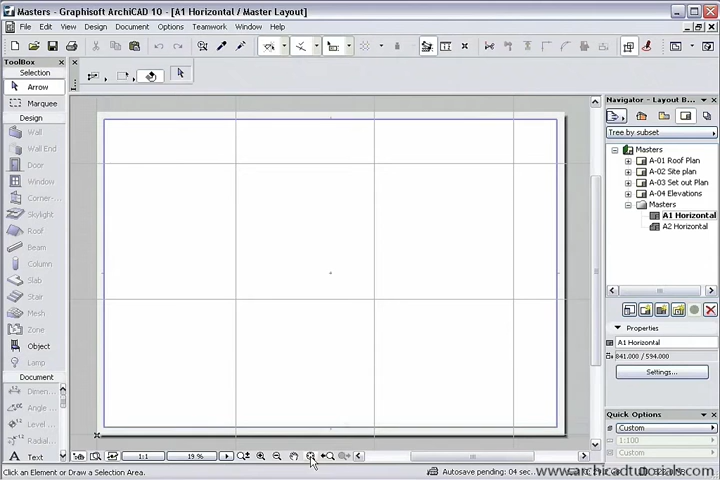 Masters - Graphisoft ArchiCAD 10 - [A1 Horizontal / Master Layout]
File Edit View Design Document Options Teamwork Window Help
ToolBox
Selection
Arrow
Marquee
Design
Wall
Wall End
Door
Window
Corner-...
Skylight
Roof
Beam
Column
Slab
Stair
Mesh
Zone
Object
Lamp
Document
Dimen...
Angle ...
Level ...
Radial...
Text
1:1
19 %
Navigator - Layout B...
Tree by subset
Masters
A-01 Roof Plan
A-02 Site plan
A-03 Set out Plan
A-04 Elevations
Masters
A1 Horizontal
A2 Horizontal
Properties
A1 Horizontal
841.000 / 594.000
Settings...
Quick Options
Custom
1:100
Custom
Click an Element or Draw a Selection Area.
Autosave pending: 04 sec.
www.archicadtutorials.com